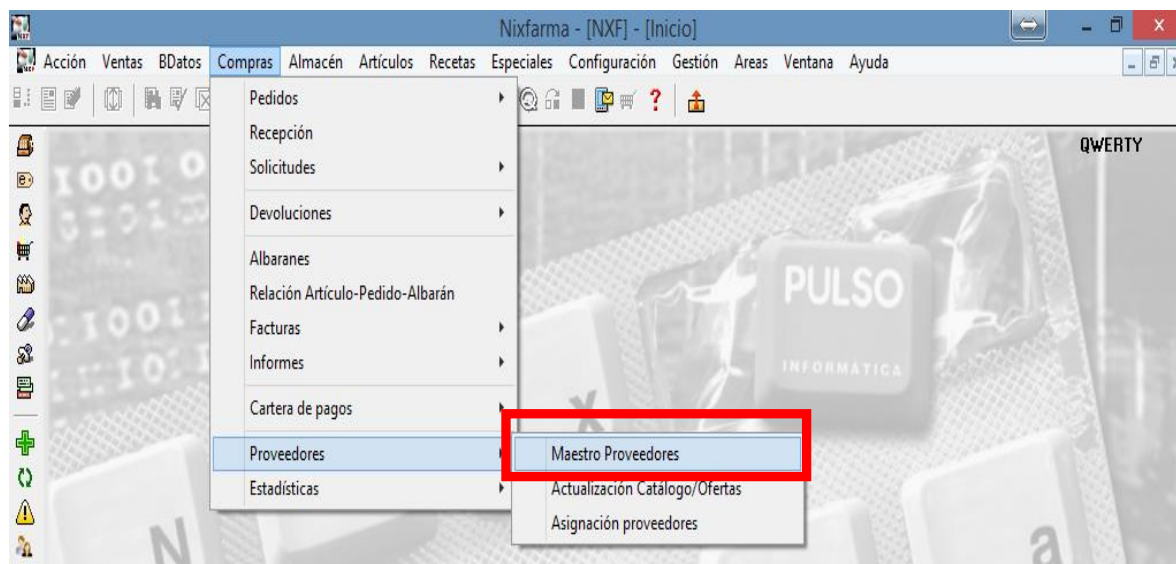 Nixfarma - [NXF] - [Inicio]
Acción Ventas BDatos Compras Almacén Artículos Recetas Especiales Configuración Gestión Areas Ventana Ayuda
Pedidos
Recepción
Solicitudes
Devoluciones
Albaranes
Relación Artículo-Pedido-Albarán
Facturas
Informes
Cartera de pagos
Proveedores
Estadísticas
Maestro Proveedores
Actualización Catálogo/Ofertas
Asignación proveedores
QWERTY
PULSO
INFORMÁTICA
X
N
a